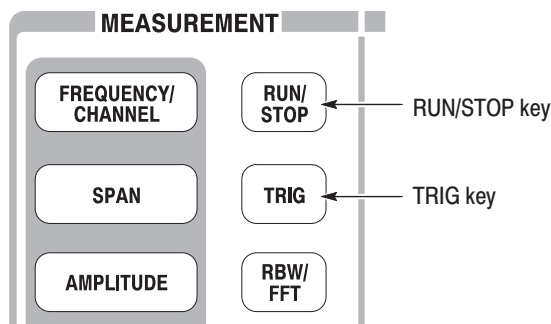 MEASUREMENT
FREQUENCY/
CHANNEL
RUN/
STOP
RUN/STOP key
SPAN
TRIG
TRIG key
AMPLITUDE
RBW/
FFT